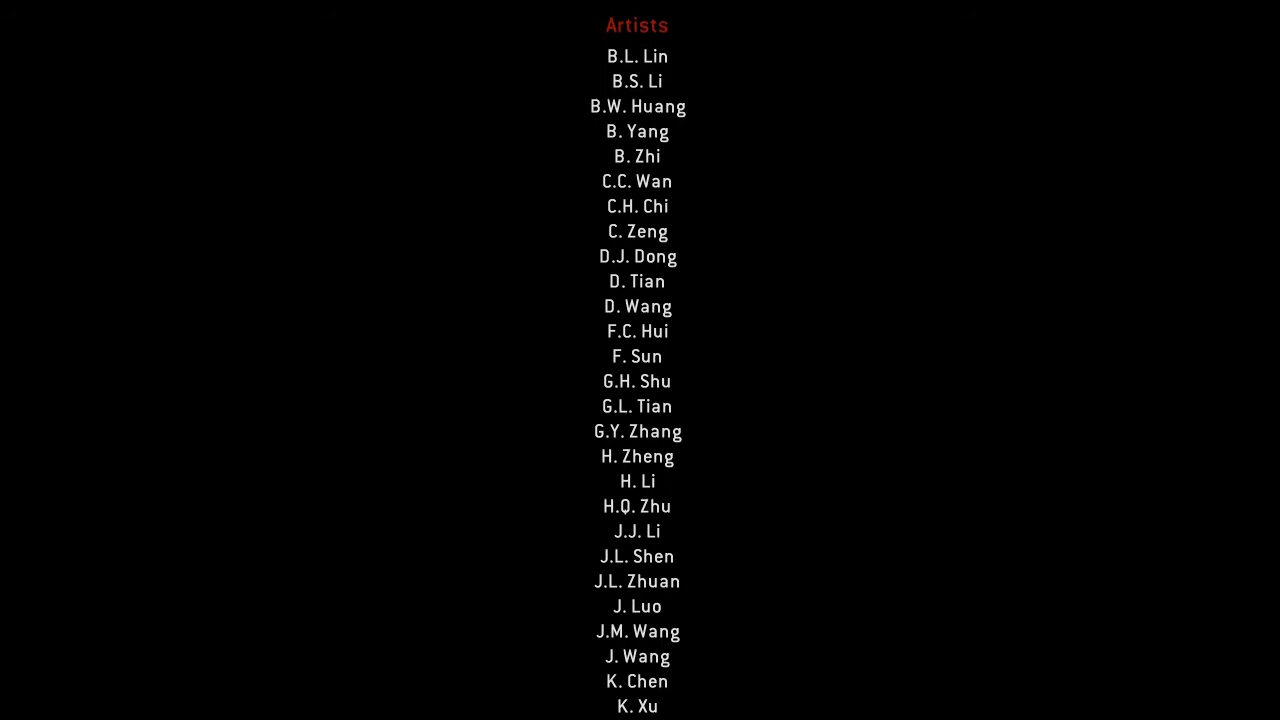 Artists
B.L. Lin
B.S. Li
B.W. Huang
B. Yang
B. Zhi
C.C. Wan
C.H. Chi
C. Zeng
D.J. Dong
D. Tian
D. Wang
F.C. Hui
F. Sun
G.H. Shu
G.L. Tian
G.Y. Zhang
H. Zheng
H. Li
H.Q. Zhu
J.J. Li
J.L. Shen
J.L. Zhuan
J. Luo
J.M. Wang
J. Wang
K. Chen
K. Xu